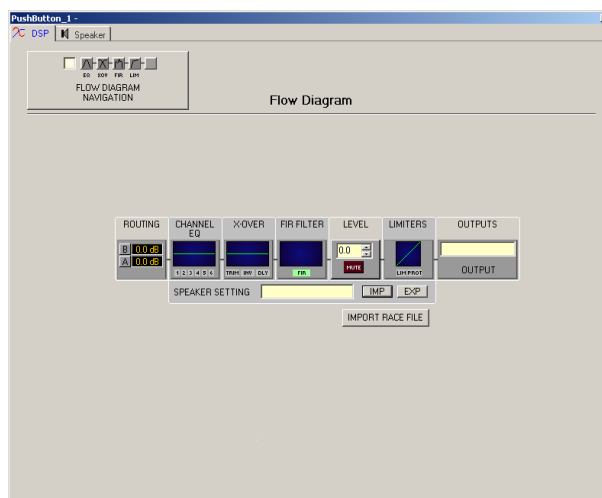 PushButton_1 -
DSP Speaker
EQ XOV FIR LIM
FLOW DIAGRAM
NAVIGATION
Flow Diagram
ROUTING CHANNEL EQ X-OVER FIR FILTER LEVEL LIMITERS OUTPUTS
B 0.0 dB
A 0.0 dB
1 2 3 4 5 6
TRIM INV DLY
FIR
0.0
MUTE
LIM PROT
OUTPUT
SPEAKER SETTING IMP EXP
IMPORT RACE FILE